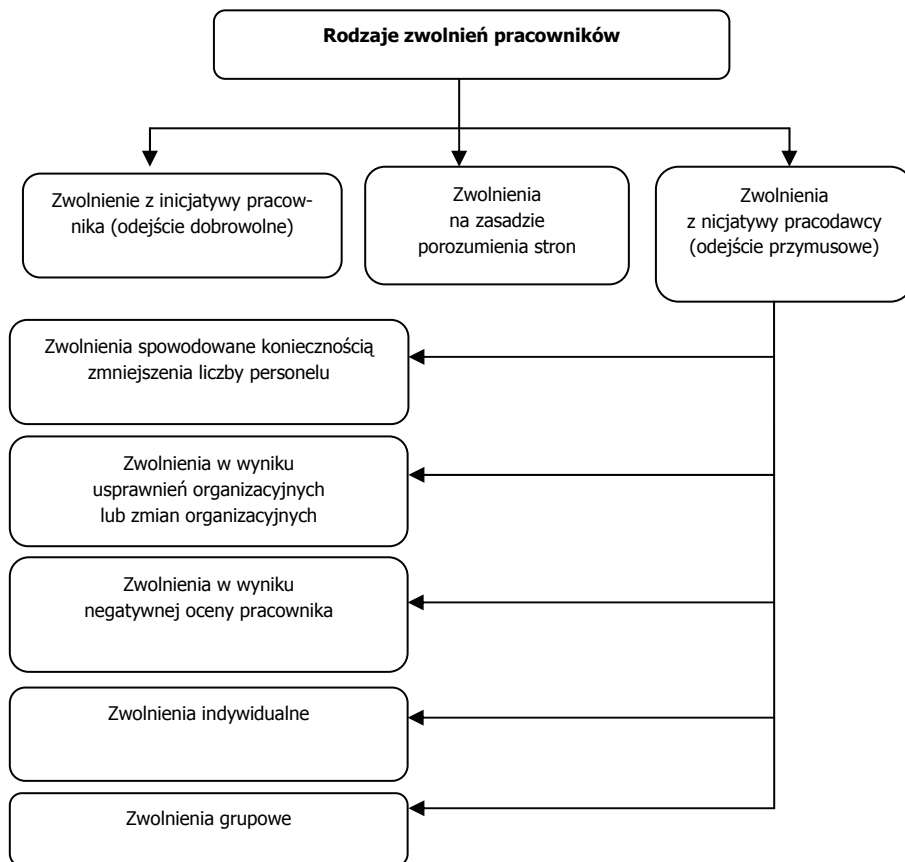 Rodzaje zwolnień pracowników
Zwolnienie z inicjatywy pracow-
nika (odejście dobrowolne)
Zwolnienia
na zasadzie
porozumienia stron
Zwolnienia
z nicjatywy pracodawcy
(odejście przymusowe)
Zwolnienia spowodowane koniecznością
zmniejszenia liczby personelu
Zwolnienia w wyniku
usprawnień organizacyjnych
lub zmian organizacyjnych
Zwolnienia w wyniku
negatywnej oceny pracownika
Zwolnienia indywidualne
Zwolnienia grupowe